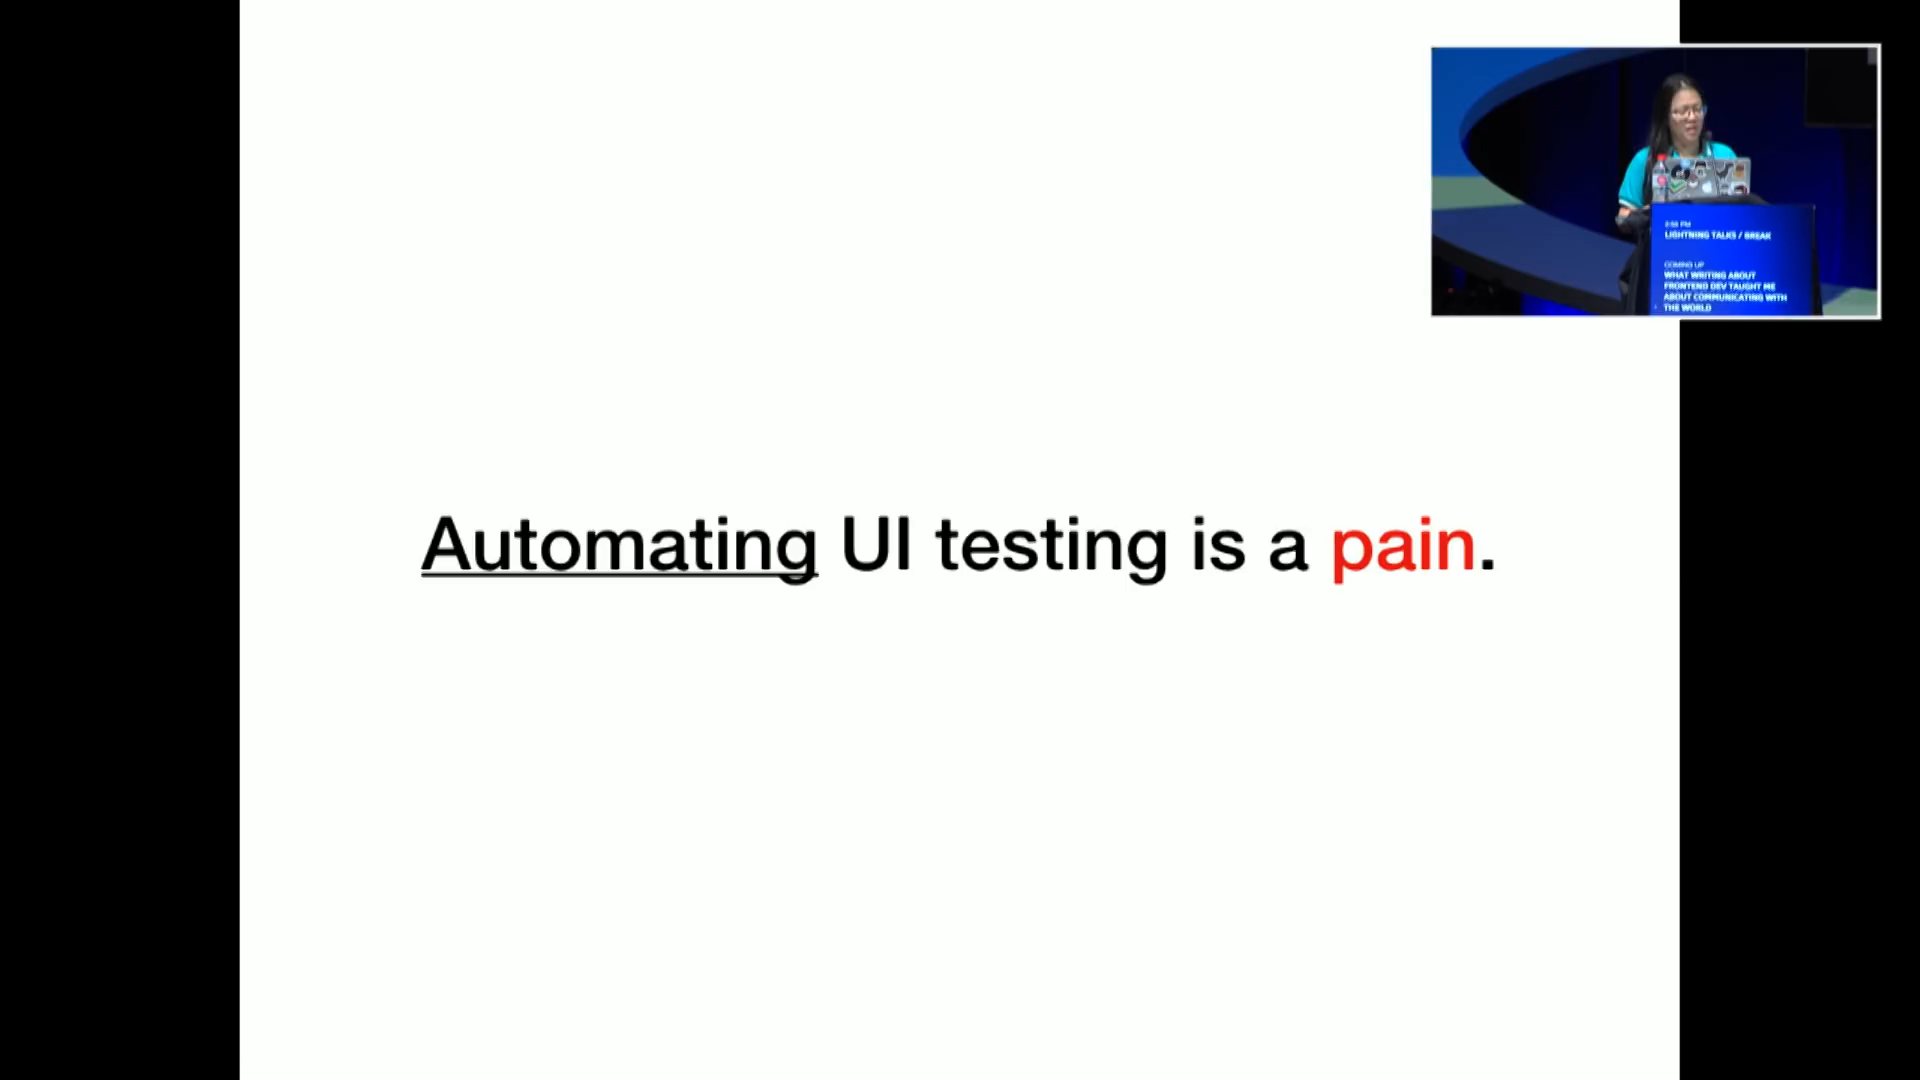 Automating UI testing is a pain.
LIGHTNING TALKS / BREAK
COMING UP
WHAT WRITING ABOUT
FRONTEND DEV TAUGHT ME
ABOUT COMMUNICATING WITH
THE WORLD